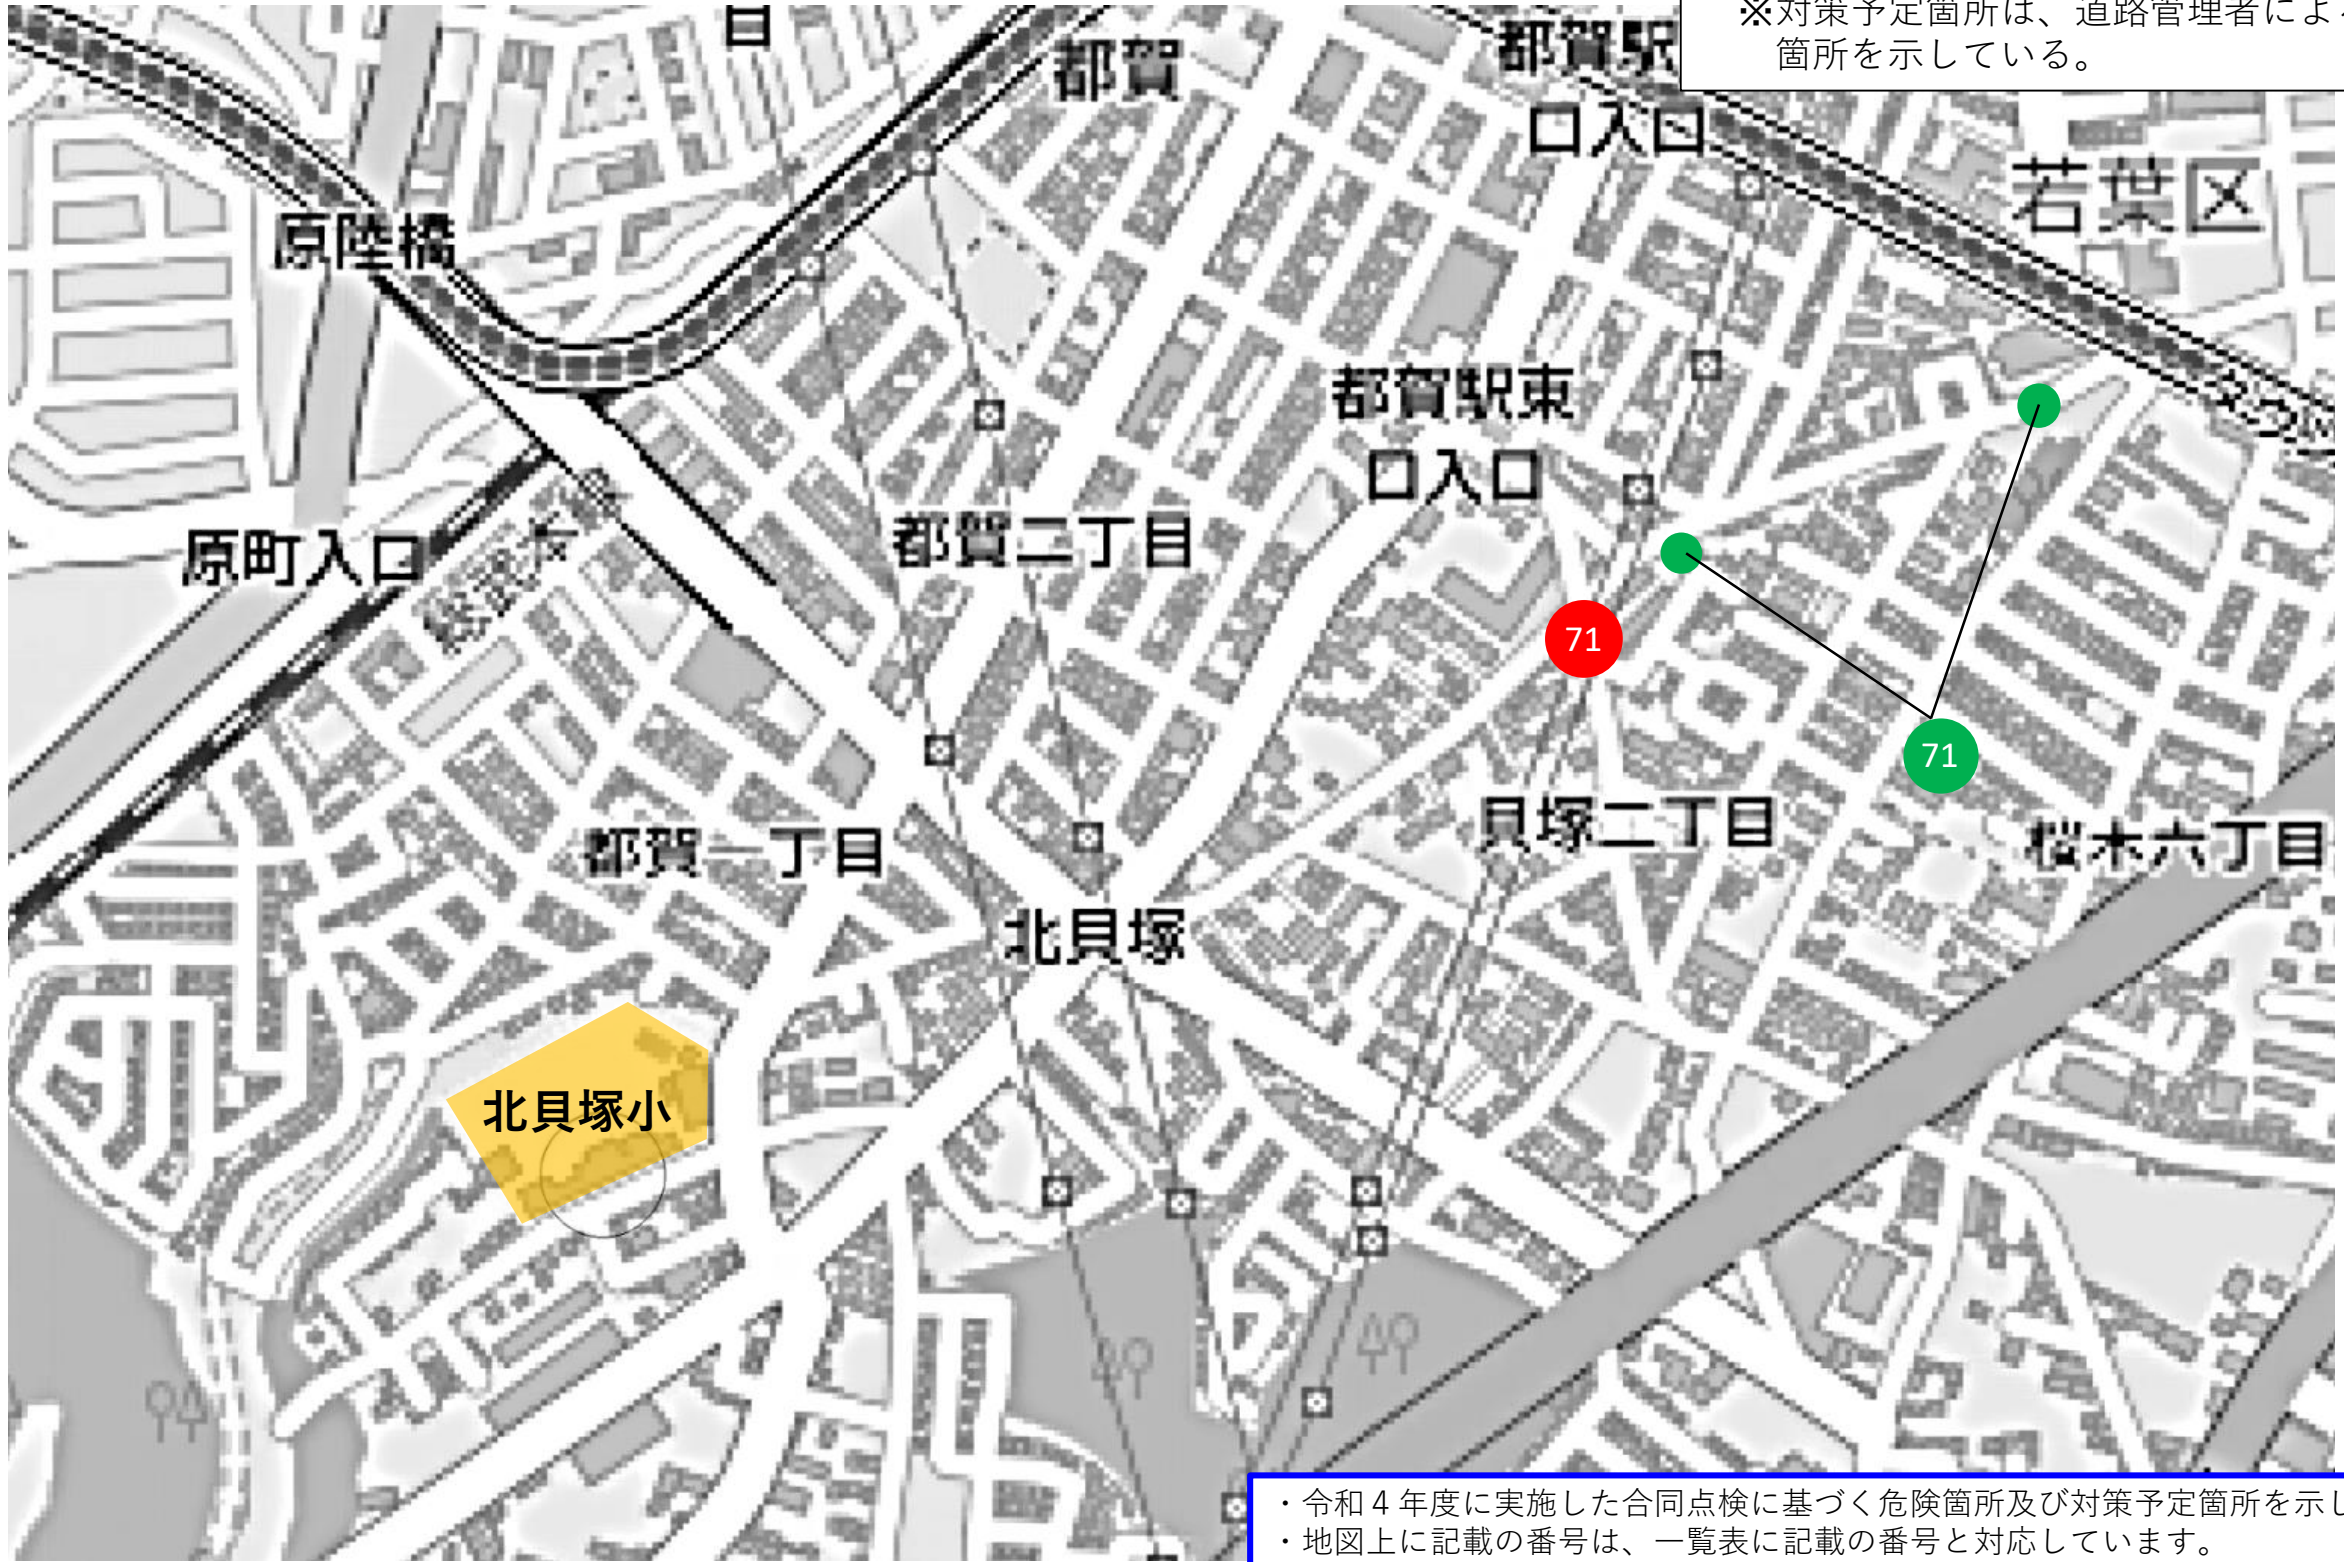 ※対策予定箇所は、道路管理者によ
箇所を示している。
目
都賀
都賀駅
口入口
若葉区
原陸橋
都賀駅東
口入口
原町入口
都賀二丁目
71
71
貝塚二丁目
桜木六丁目
都賀一丁目
北貝塚
北貝塚小
・令和４年度に実施した合同点検に基づく危険箇所及び対策予定箇所を示し
・地図上に記載の番号は、一覧表に記載の番号と対応しています。